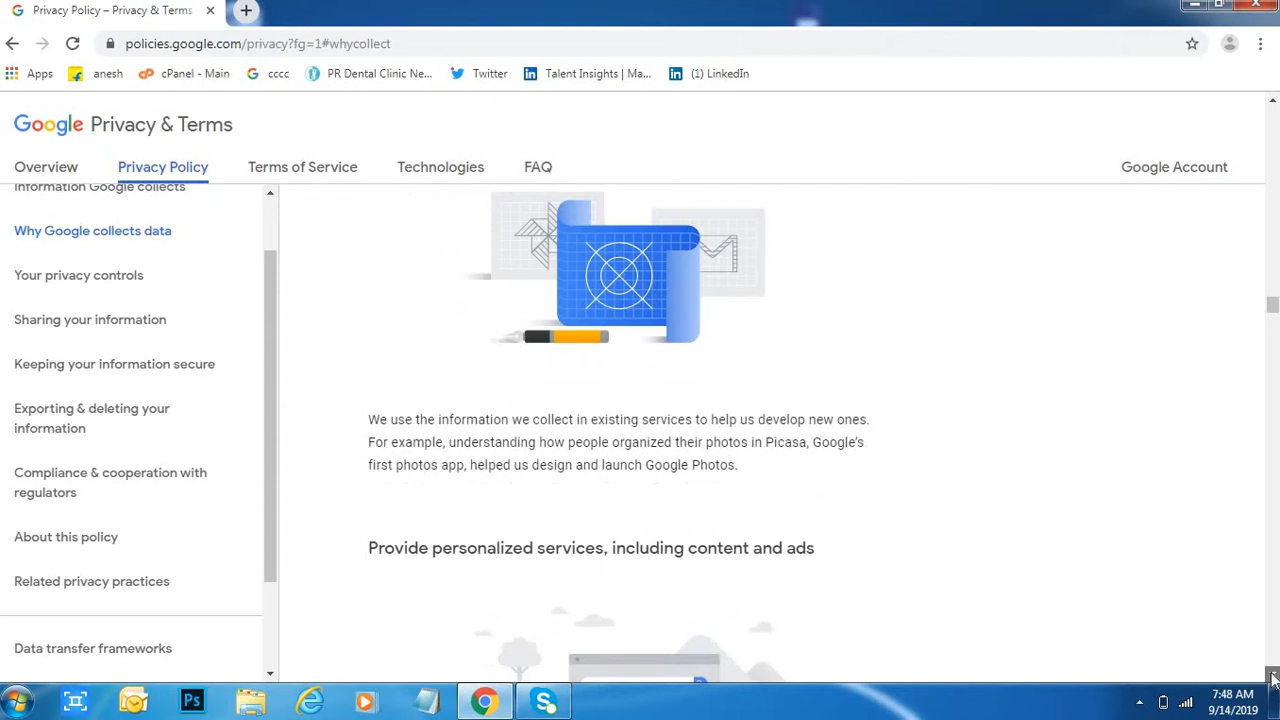 Privacy Policy – Privacy & Terms
policies.google.com/privacy?fg=1#whycollect
Apps
anesh
cPanel - Main
cccc
PR Dental Clinic Ne...
Twitter
Talent Insights | Ma...
(1) LinkedIn
Google Privacy & Terms
Overview
Privacy Policy
Terms of Service
Technologies
FAQ
Google Account
Information Google collects
Why Google collects data
Your privacy controls
Sharing your information
Keeping your information secure
Exporting & deleting your
information
Compliance & cooperation with
regulators
About this policy
Related privacy practices
Data transfer frameworks
We use the information we collect in existing services to help us develop new ones.
For example, understanding how people organized their photos in Picasa, Google's
first photos app, helped us design and launch Google Photos.
Provide personalized services, including content and ads
7:48 AM
9/14/2019